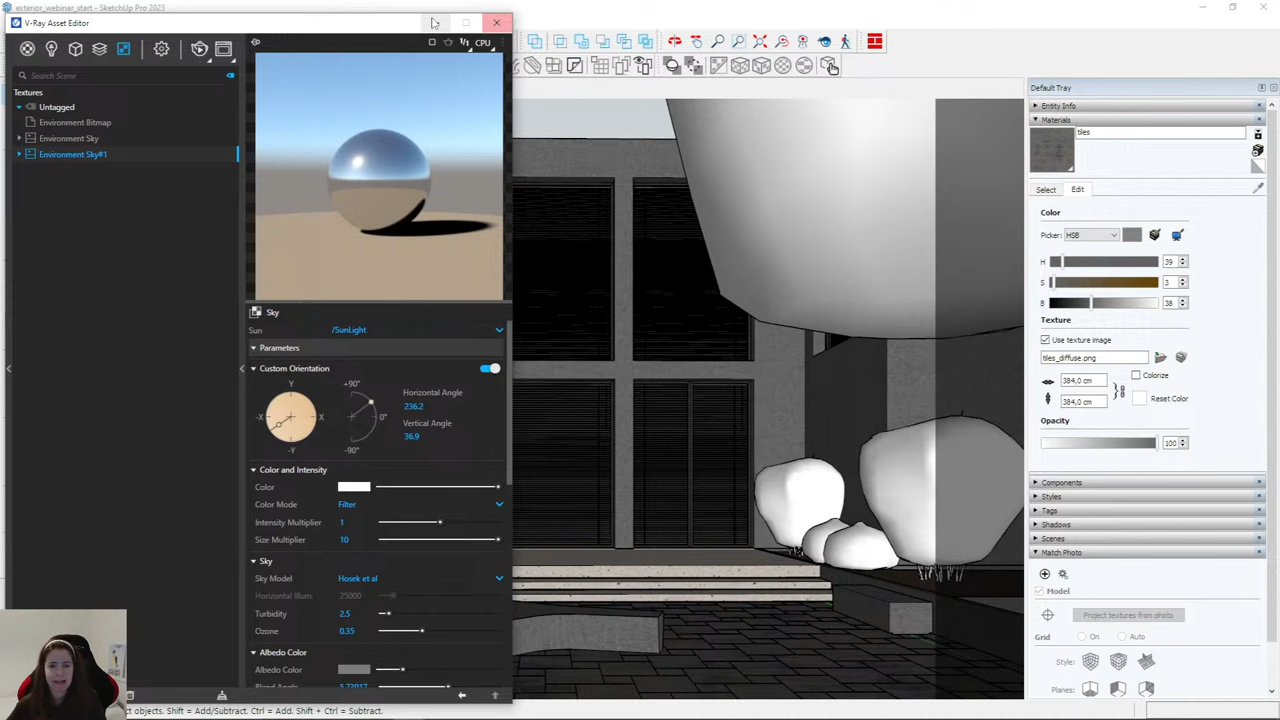 exterior_webinar_start - SketchUp Pro 2023
V-Ray Asset Editor
CPU
Search Scene
Textures
Untagged
Environment Bitmap
Environment Sky
Environment Sky#1
Sky
Sun /SunLight
Parameters
Custom Orientation
Y
+90°
-X X
0°
-Y
-90°
Horizontal Angle
236.2
Vertical Angle
36.9
Color and Intensity
Color
Color Mode Filter
Intensity Multiplier 1
Size Multiplier 10
Sky
Sky Model Hosek et al
Horizontal Illum. 25000
Turbidity 2.5
Ozone 0.35
Albedo Color
Albedo Color
Blend Angle 5.72917
ct objects. Shift = Add/Subtract. Ctrl = Add. Shift + Ctrl = Subtract.
Default Tray
Entity Info
Materials
tiles
Select Edit
Color
Picker: HSB
H 39
S 3
B 38
Texture
Use texture image
tiles_diffuse.png
384,0 cm
Colorize
384,0 cm
Reset Color
Opacity
100
Components
Styles
Tags
Shadows
Scenes
Match Photo
Model
Project textures from photo
Grid On Auto
Style:
Planes: